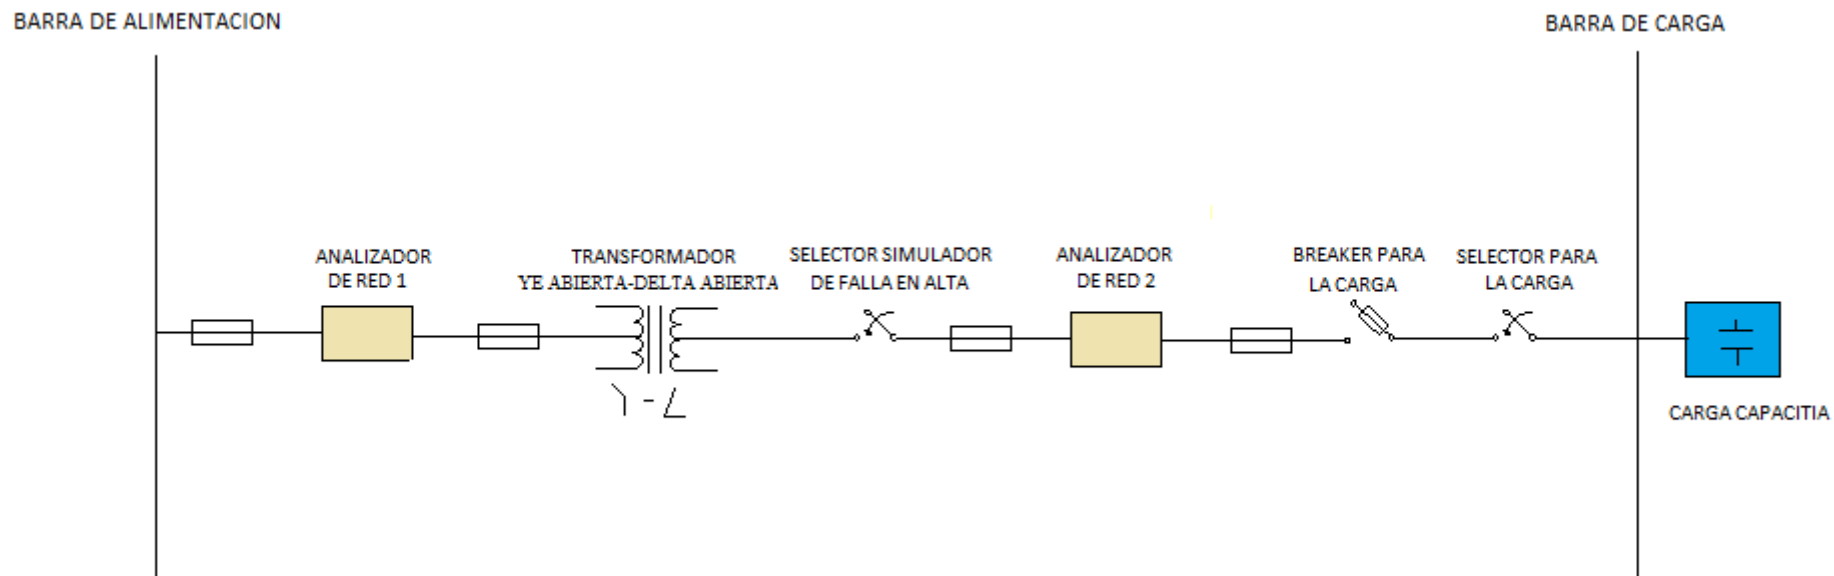 BARRA DE ALIMENTACION
BARRA DE CARGA
ANALIZADOR
DE RED 1
TRANSFORMADOR
YE ABIERTA-DELTA ABIERTA
SELECTOR SIMULADOR
DE FALLA EN ALTA
ANALIZADOR
DE RED 2
BREAKER PARA
LA CARGA
SELECTOR PARA
LA CARGA
CARGA CAPACITIA